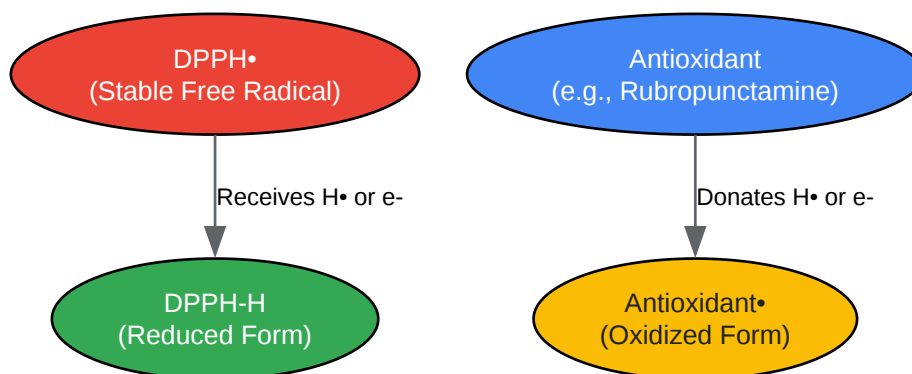 DPPH•
(Stable Free Radical)
Antioxidant
(e.g., Rubropunctamine)
Receives H• or e-
Donates H• or e-
DPPH-H
(Reduced Form)
Antioxidant•
(Oxidized Form)